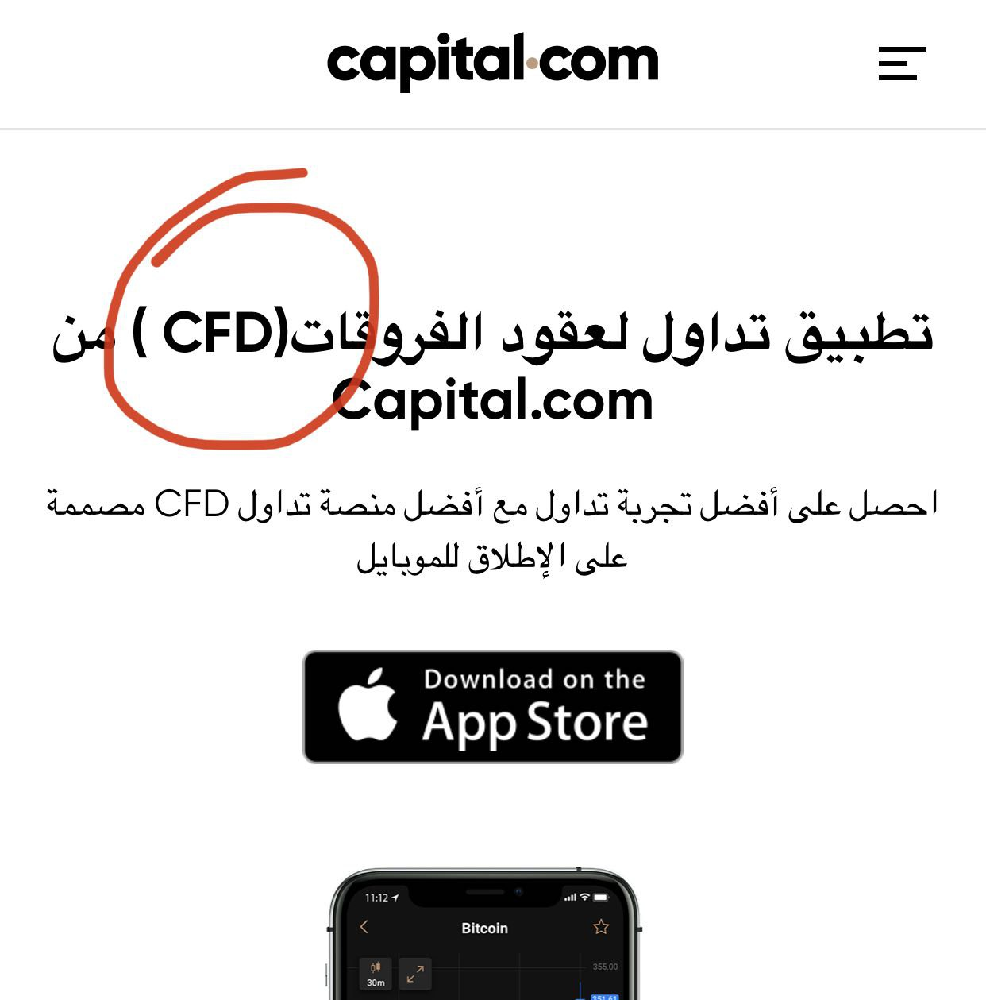 capital.com
تطبيق تداول لعقود الفروقات(CFD ) من
Capital.com
احصل على أفضل تجربة تداول مع أفضل منصة تداول CFD مصممة
على الإطلاق للموبايل
Download on the
App Store
11:12
Bitcoin
355.00
30m
351.61